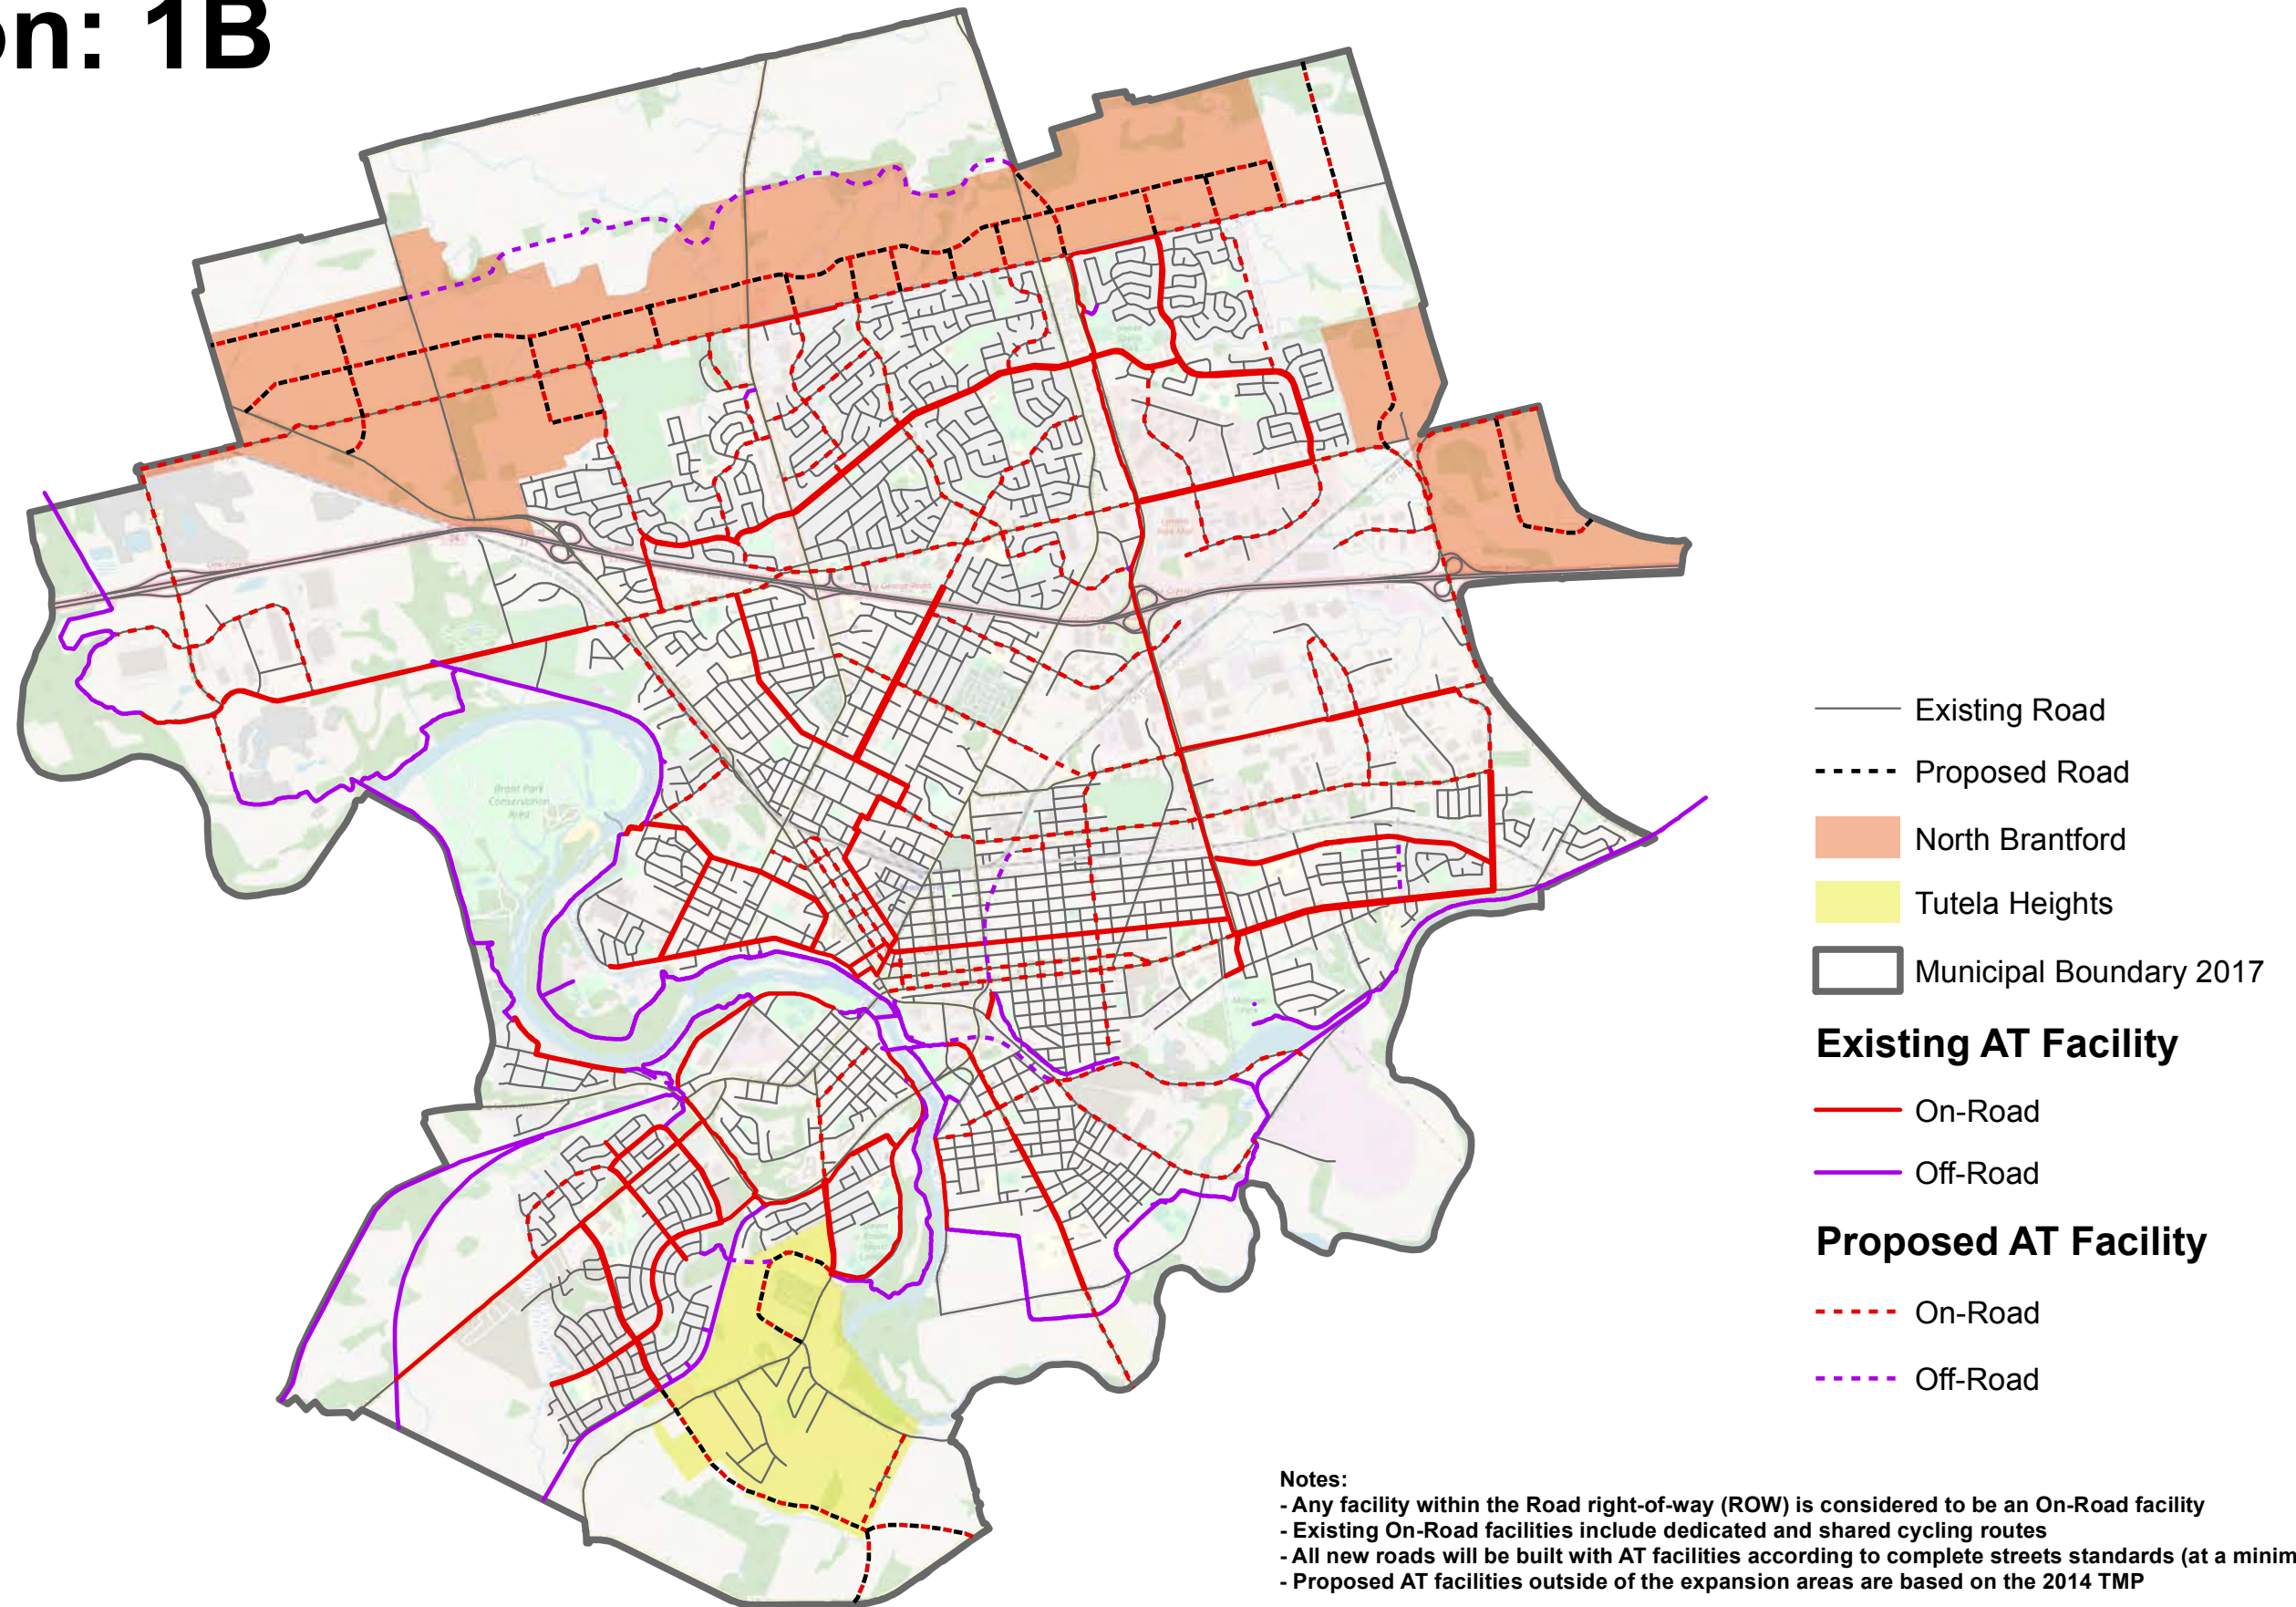 on: 1B
Brant Park
Conservation
Area
Existing Road
Proposed Road
North Brantford
Tutela Heights
Municipal Boundary 2017
Existing AT Facility
On-Road
Off-Road
Proposed AT Facility
On-Road
Off-Road
Notes:
- Any facility within the Road right-of-way (ROW) is considered to be an On-Road facility
- Existing On-Road facilities include dedicated and shared cycling routes
- All new roads will be built with AT facilities according to complete streets standards (at a minim
- Proposed AT facilities outside of the expansion areas are based on the 2014 TMP